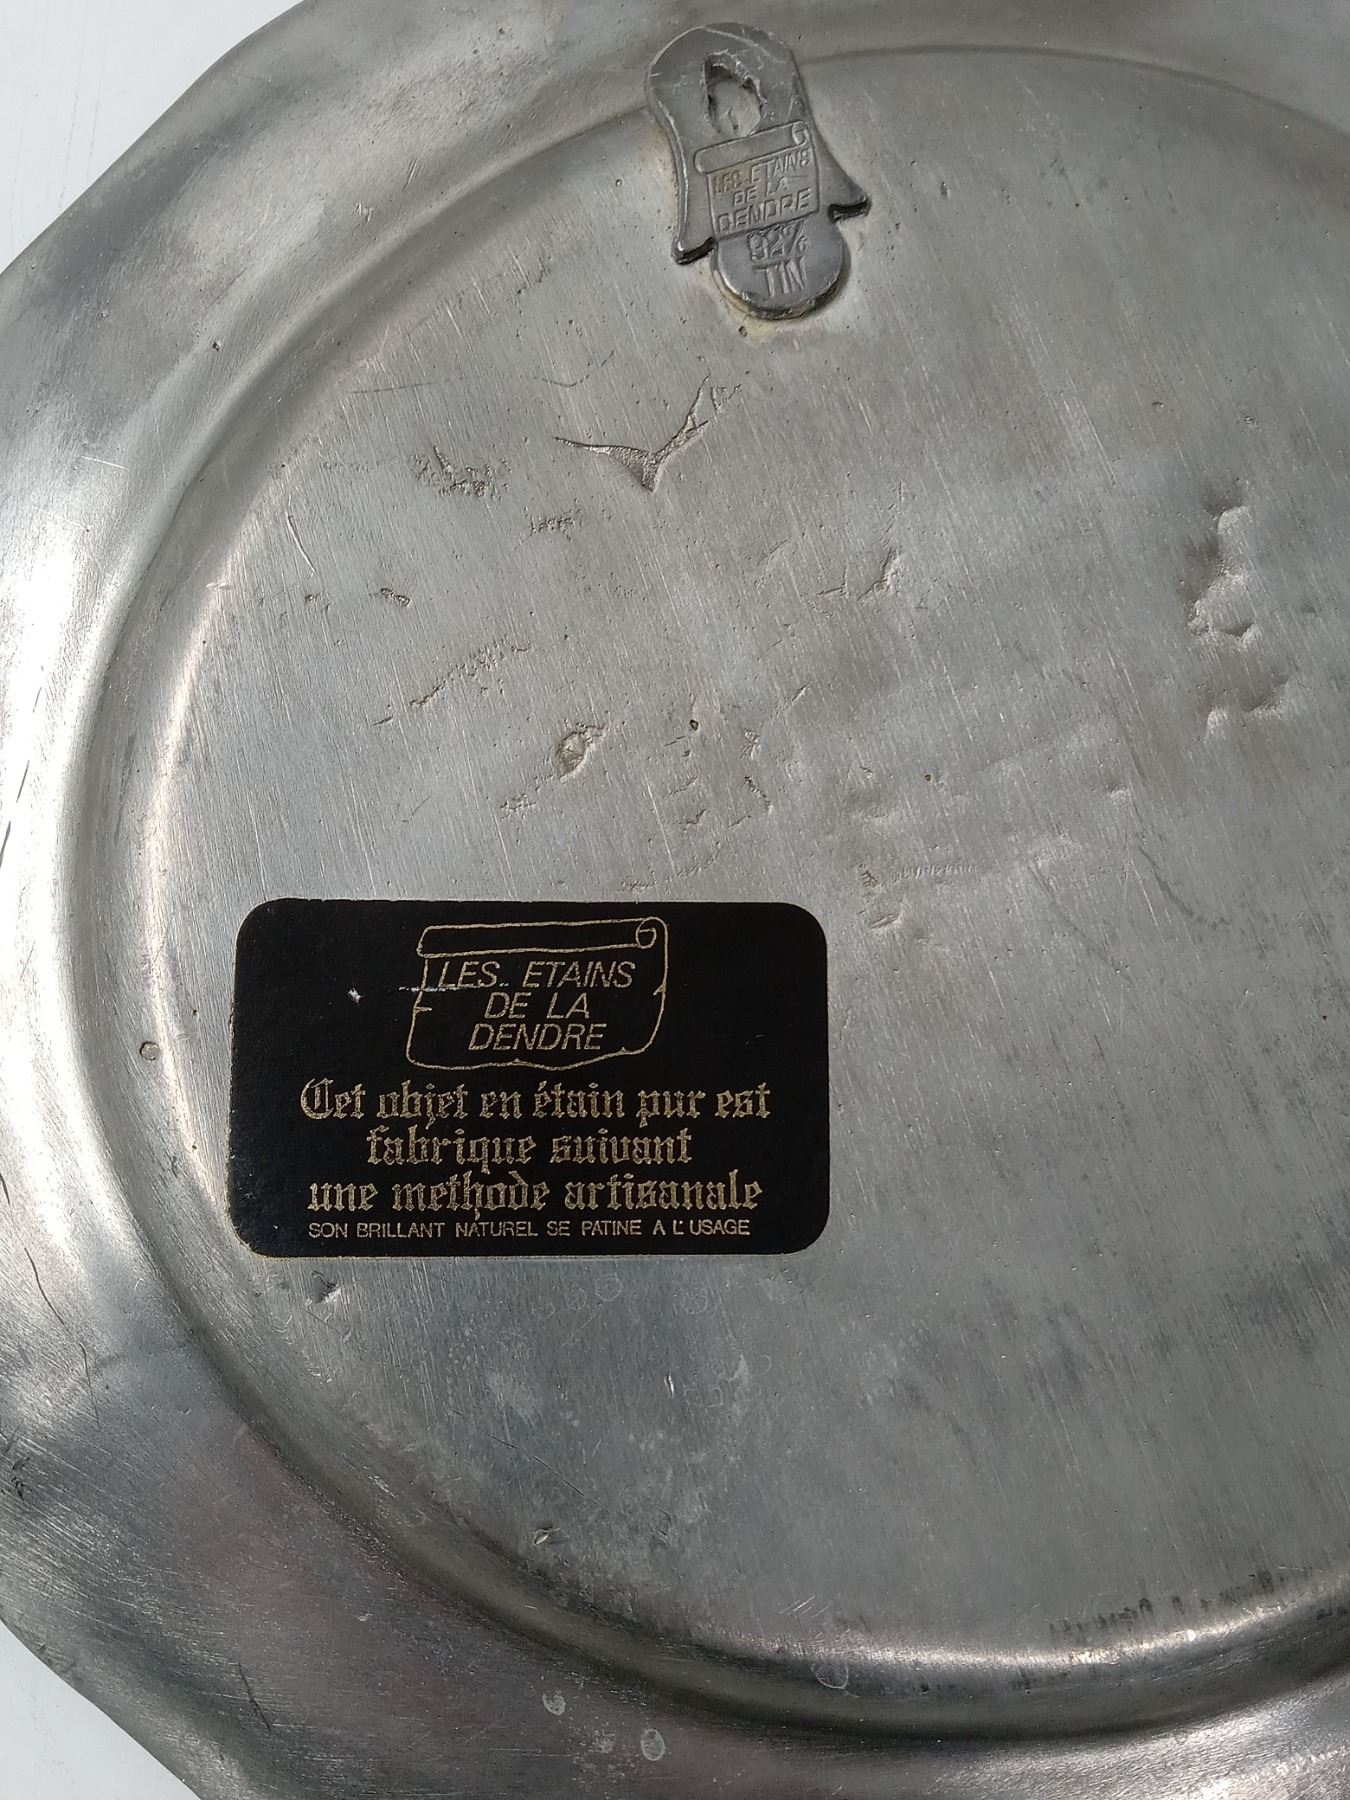 LES ETAINS
DE LA
DENDRE
92%
TIN
LES ETAINS
DE LA
DENDRE
Cet objet en étain pur est
fabrique suivant
une methode artisanale
SON BRILLANT NATUREL SE PATINE A L'USAGE